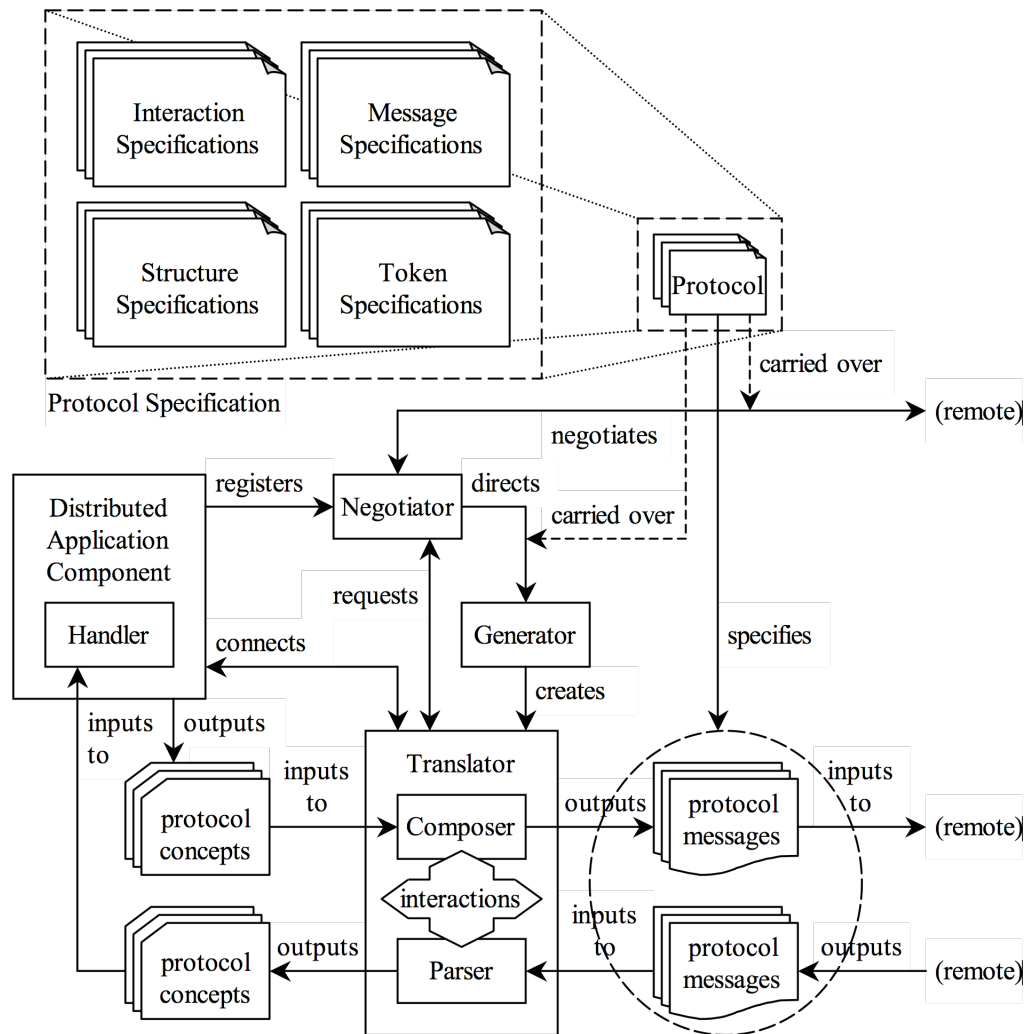 Interaction
Specifications
Message
Specifications
Structure
Specifications
Token
Specifications
Protocol
Protocol Specification
carried over
(remote)
negotiates
registers
Negotiator
directs
carried over
Distributed
Application
Component
Handler
requests
connects
Generator
specifies
creates
inputs
to
outputs
Translator
inputs
to
protocol
concepts
Composer
outputs
protocol
messages
inputs
to
(remote)
interactions
protocol
concepts
outputs
Parser
inputs
to
protocol
messages
outputs
(remote)